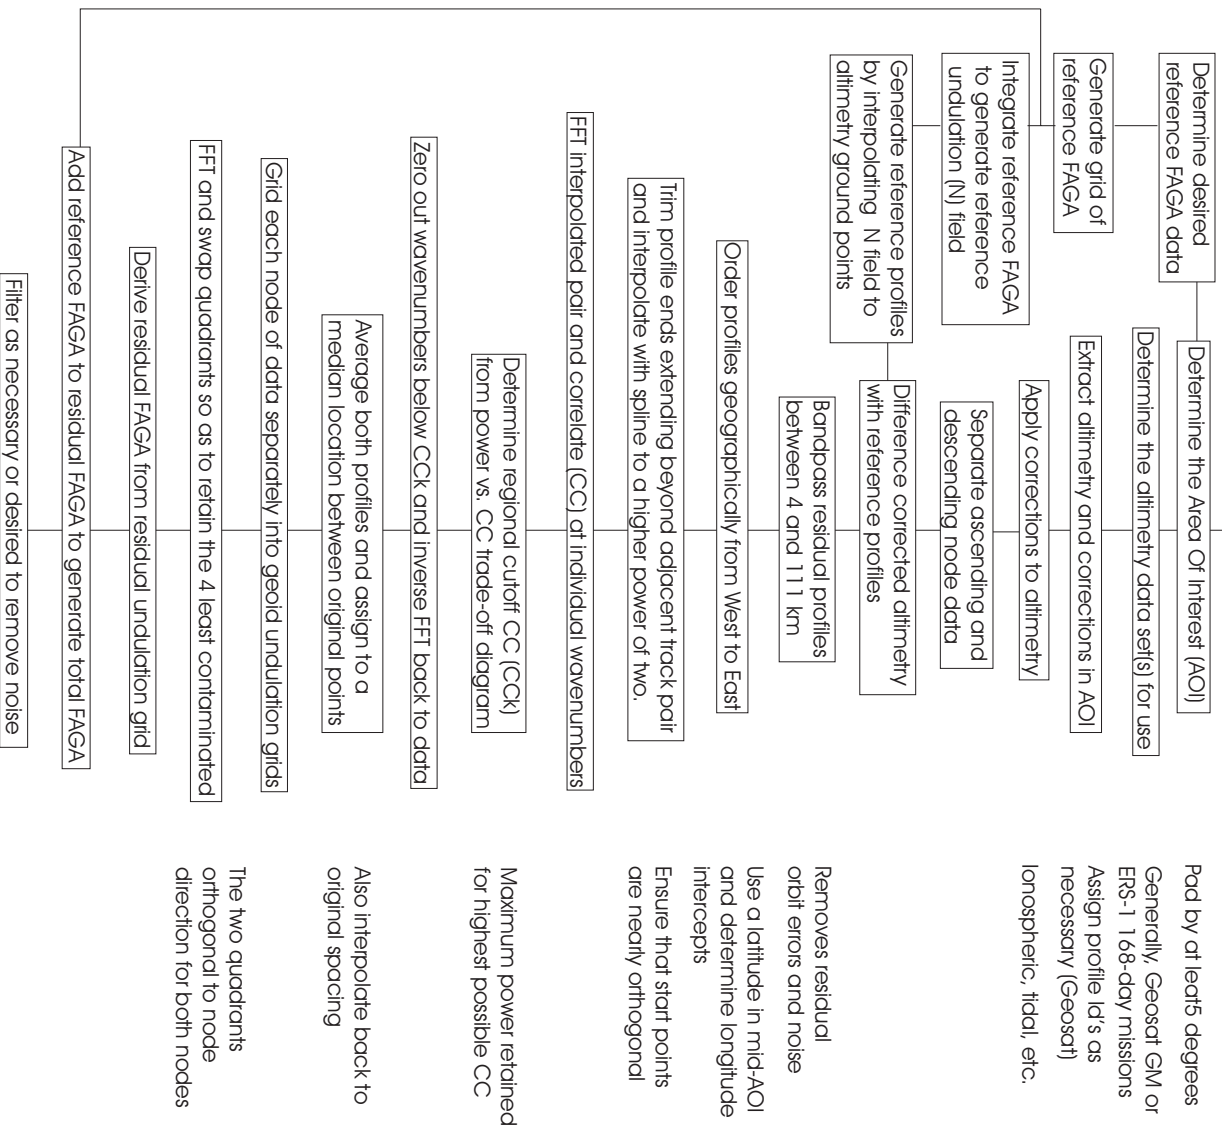 Determine desired
reference FAGA data
Generate grid of
reference FAGA
Integrate reference FAGA
to generate reference
undulation (N) field
Generate reference profiles
by interpolating N field to
altimetry ground points
Determine the Area Of Interest (AOI)
Determine the altimetry data set(s) for use
Extract altimetry and corrections in AOI
Apply corrections to altimetry
Separate ascending and
descending node data
Difference corrected altimetry
with reference profiles
Bandpass residual profiles
between 4 and 111 km
Order profiles geographically from West to East
Trim profile ends extending beyond adjacent track pair
and interpolate with spline to a higher power of two.
FFT interpolated pair and correlate (CC) at individual wavenumbers
Determine regional cutoff CC (CCk)
from power vs. CC trade-off diagram
Zero out wavenumbers below CCk and inverse FFT back to data
Average both profiles and assign to a
median location between original points
Grid each node of data separately into geoid undulation grids
FFT and swap quadrants so as to retain the 4 least contaminated
Derive residual FAGA from residual undulation grid
Add reference FAGA to residual FAGA to generate total FAGA
Filter as necessary or desired to remove noise
Pad by at leat5 degrees
Generally, Geosat GM or
ERS-1 168-day missions
Assign profile Id's as
necessary (Geosat)
Ionospheric, tidal, etc.
Removes residual
orbit errors and noise
Use a latitude in mid-AOI
and determine longitude
intercepts
Ensure that start points
are nearly orthogonal
Maximum power retained
for highest possible CC
Also interpolate back to
original spacing
The two quadrants
orthogonal to node
direction for both nodes